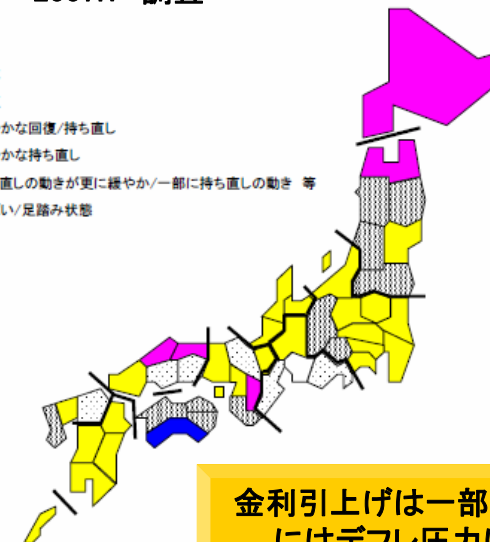 かな回復/持ち直し
かな持ち直し
直しの動きが更に緩やか/一部に持ち直しの動き 等
い/足踏み状態
金利引上げは一部
にはデフレ圧力